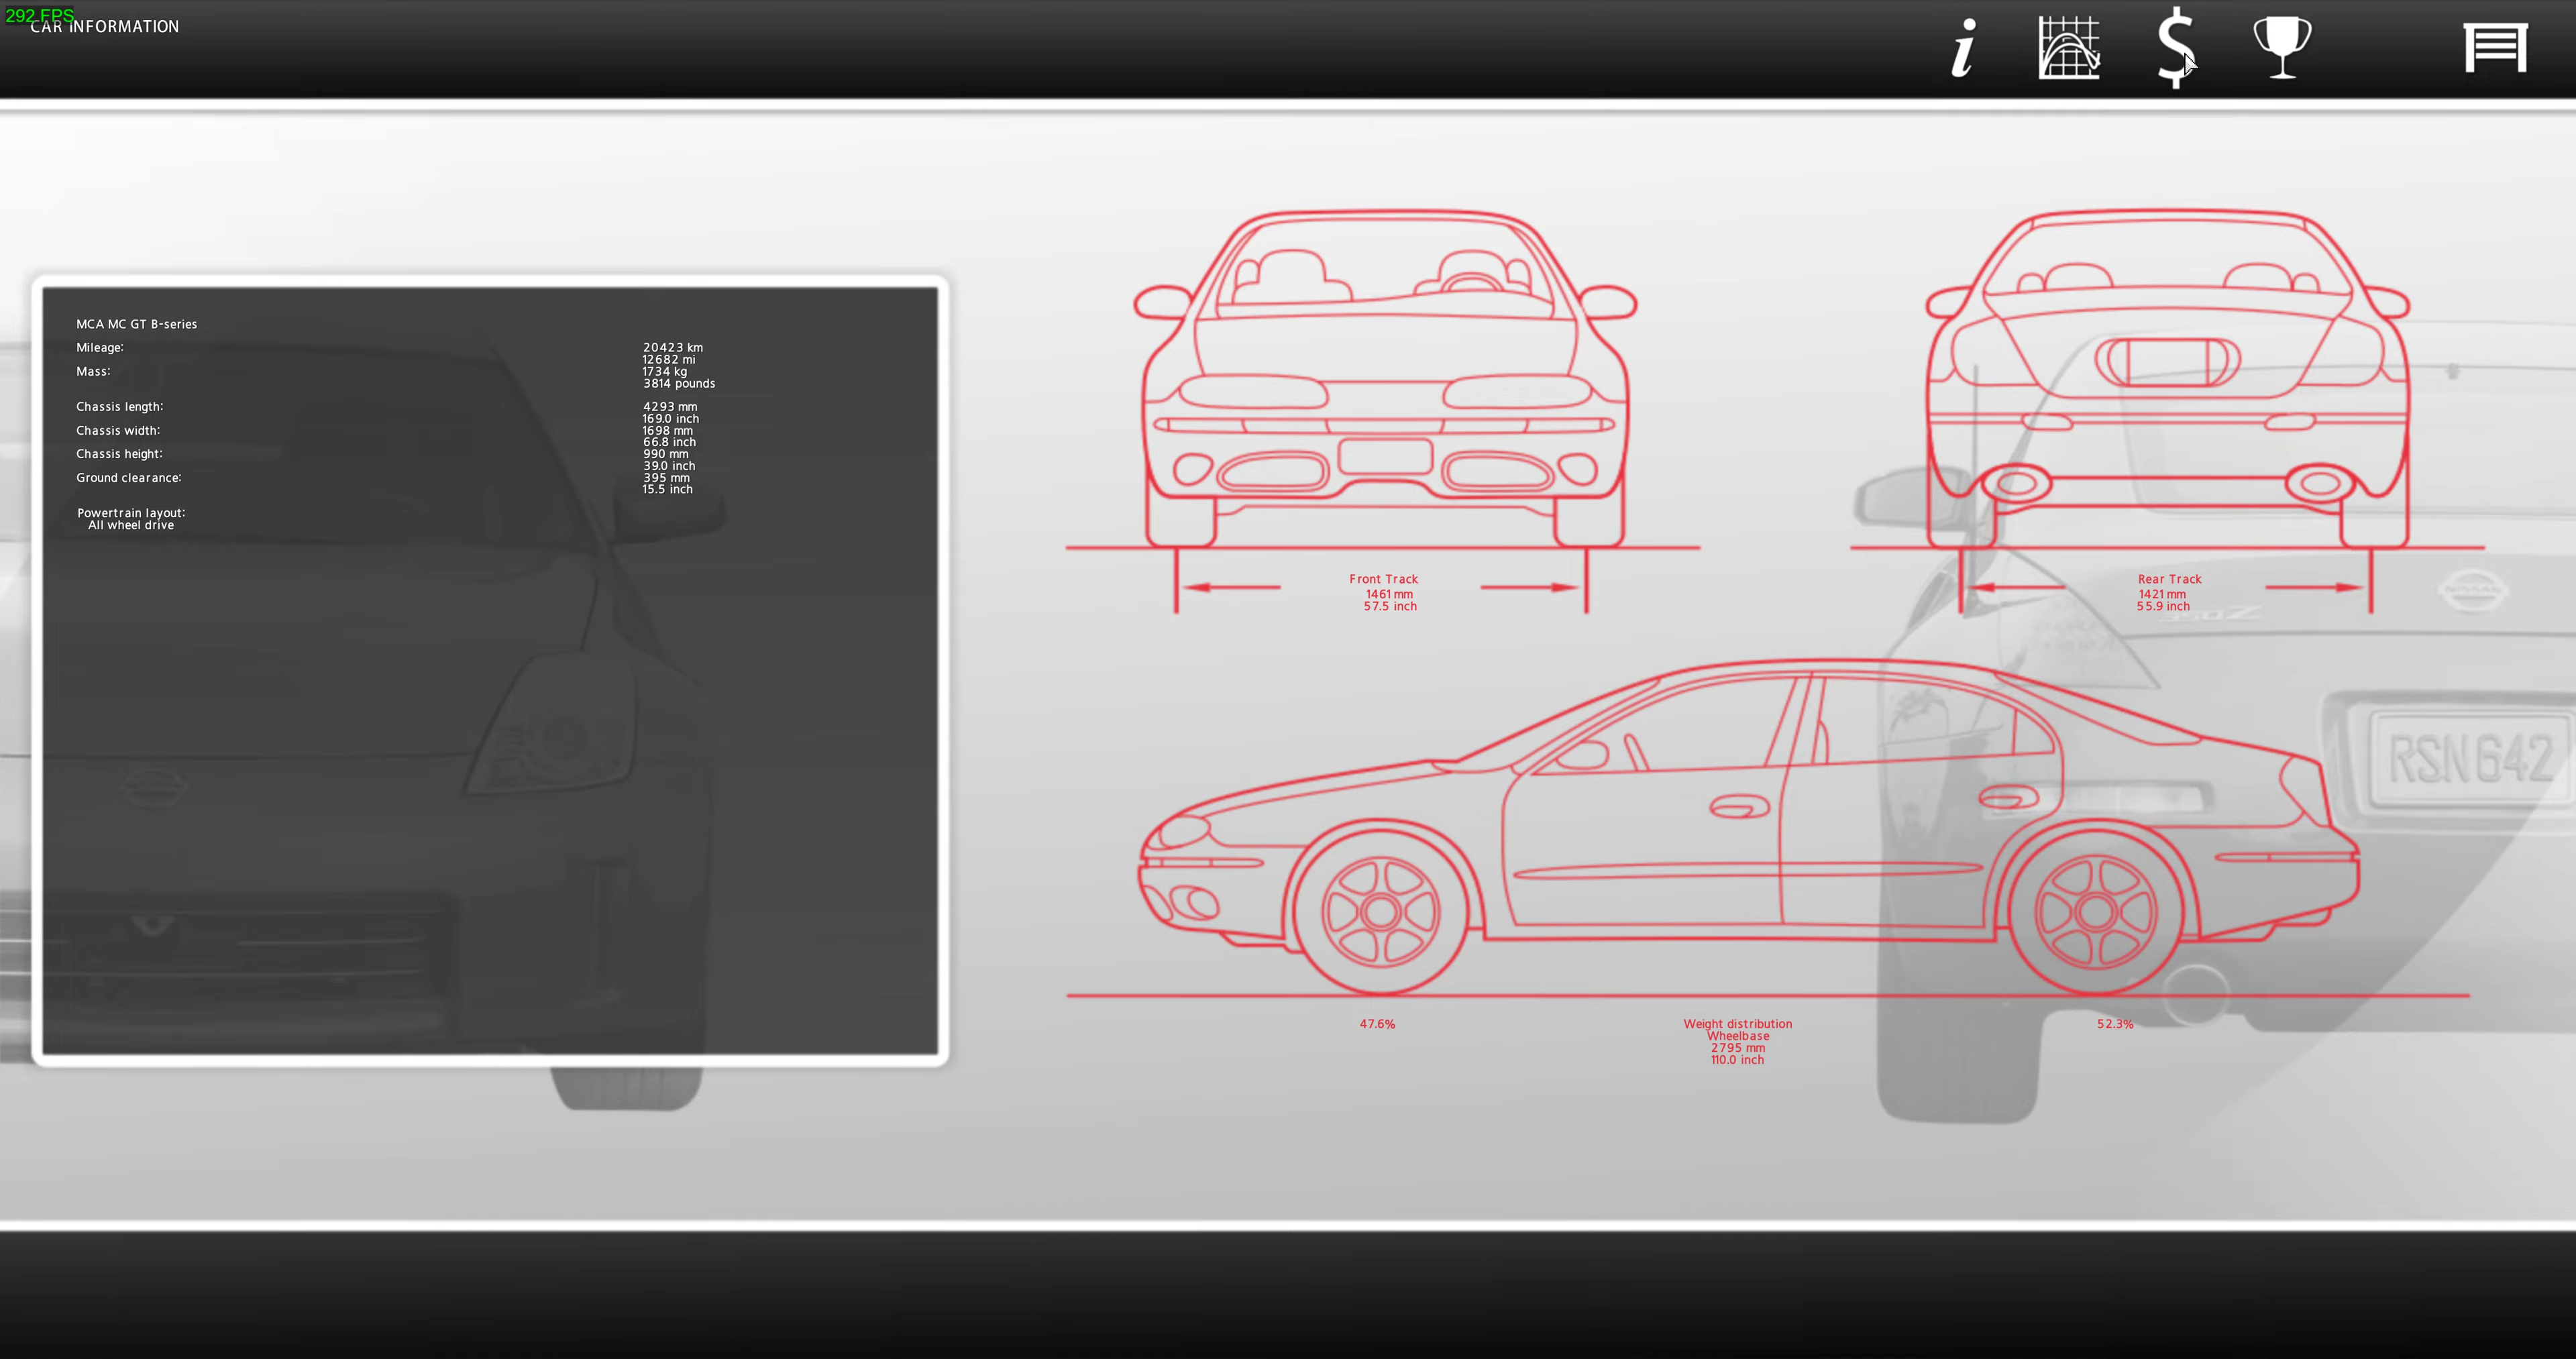 292 FPS
CAR INFORMATION
MCA MC GT B-series
Mileage: 20423 km
12682 mi
Mass: 1734 kg
3814 pounds
Chassis length: 4293 mm
169.0 inch
Chassis width: 1698 mm
66.8 inch
Chassis height: 990 mm
39.0 inch
Ground clearance: 395 mm
15.5 inch
Powertrain layout:
All wheel drive
Front Track
1461 mm
57.5 inch
Rear Track
1421 mm
55.9 inch
NISSAN
350Z
RSN 642
47.6%
Weight distribution
52.3%
Wheelbase
2795 mm
110.0 inch